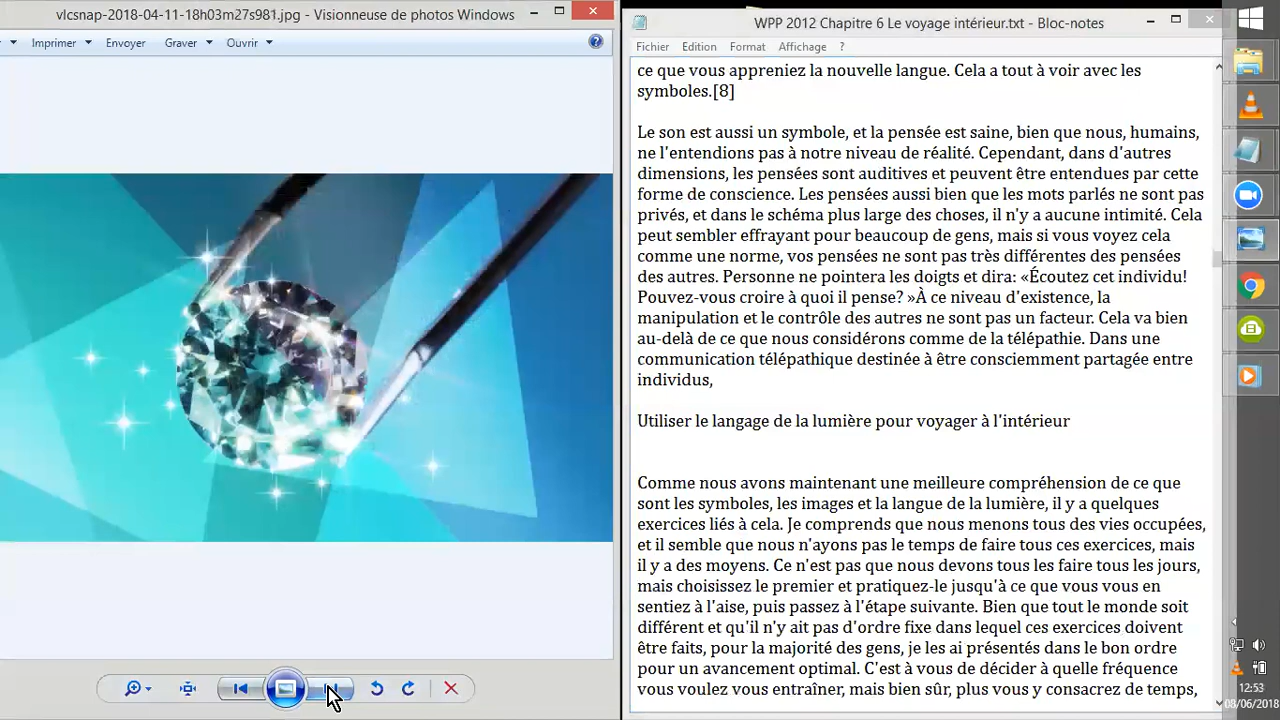 vlcsnap-2018-04-11-18h03m27s981.jpg - Visionneuse de photos Windows
Imprimer Envoyer Graver Ouvrir
WPP 2012 Chapitre 6 Le voyage intérieur.txt - Bloc-notes
Fichier Edition Format Affichage ?
ce que vous appreniez la nouvelle langue. Cela a tout à voir avec les
symboles.[8]
Le son est aussi un symbole, et la pensée est saine, bien que nous, humains,
ne l'entendions pas à notre niveau de réalité. Cependant, dans d'autres
dimensions, les pensées sont auditives et peuvent être entendues par cette
forme de conscience. Les pensées aussi bien que les mots parlés ne sont pas
privés, et dans le schéma plus large des choses, il n'y a aucune intimité. Cela
peut sembler effrayant pour beaucoup de gens, mais si vous voyez cela
comme une norme, vos pensées ne sont pas très différentes des pensées
des autres. Personne ne pointera les doigts et dira: «Écoutez cet individu!
Pouvez-vous croire à quoi il pense? »À ce niveau d'existence, la
manipulation et le contrôle des autres ne sont pas un facteur. Cela va bien
au-delà de ce que nous considérons comme de la télépathie. Dans une
communication télépathique destinée à être consciemment partagée entre
individus,
Utiliser le langage de la lumière pour voyager à l'intérieur
Comme nous avons maintenant une meilleure compréhension de ce que
sont les symboles, les images et la langue de la lumière, il y a quelques
exercices liés à cela. Je comprends que nous menons tous des vies occupées,
et il semble que nous n'ayons pas le temps de faire tous ces exercices, mais
il y a des moyens. Ce n'est pas que nous devons tous les faire tous les jours,
mais choisissez le premier et pratiquez-le jusqu'à ce que vous vous en
sentiez à l'aise, puis passez à l'étape suivante. Bien que tout le monde soit
différent et qu'il n'y ait pas d'ordre fixe dans lequel ces exercices doivent
être faits, pour la majorité des gens, je les ai présentés dans le bon ordre
pour un avancement optimal. C'est à vous de décider à quelle fréquence
vous voulez vous entraîner, mais bien sûr, plus vous y consacrez de temps,
12:53
08/06/2018